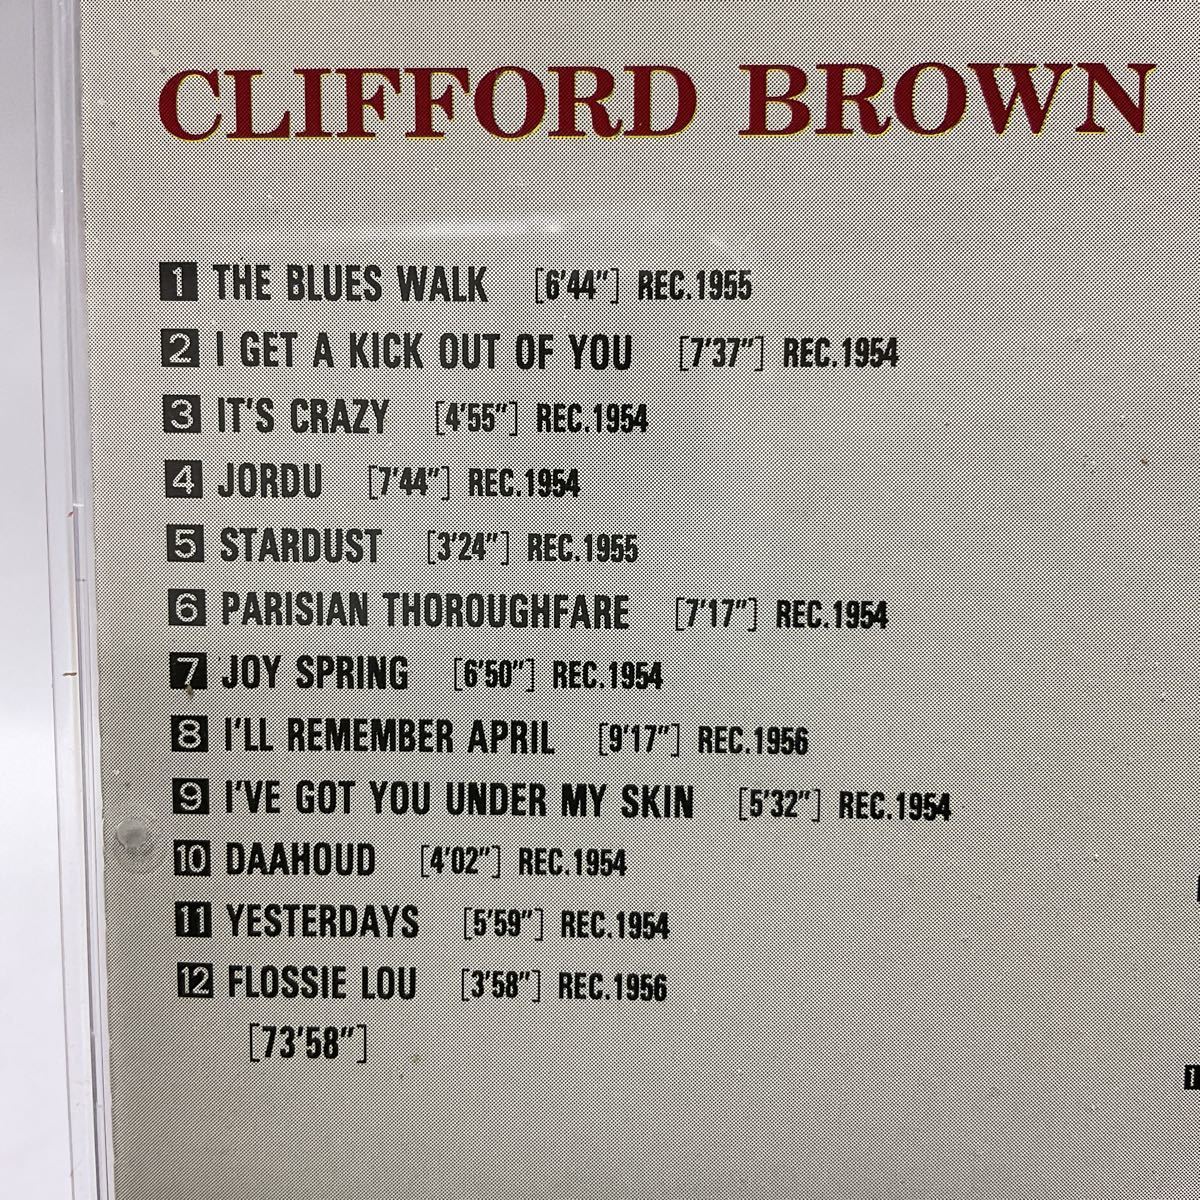 CLIFFORD BROWN
1 THE BLUES WALK [6'44"] REC.1955
2 I GET A KICK OUT OF YOU [7'37"] REC.1954
3 IT'S CRAZY [4'55"] REC.1954
4 JORDU [7'44"] REC.1954
5 STARDUST [3'24"] REC.1955
6 PARISIAN THOROUGHFARE [7'17"] REC.1954
7 JOY SPRING [6'50"] REC.1954
8 I'LL REMEMBER APRIL [9'17"] REC.1956
9 I'VE GOT YOU UNDER MY SKIN [5'32"] REC.1954
10 DAAHOUD [4'02"] REC.1954
11 YESTERDAYS [5'59"] REC.1954
12 FLOSSIE LOU [3'58"] REC.1956
[73'58"]